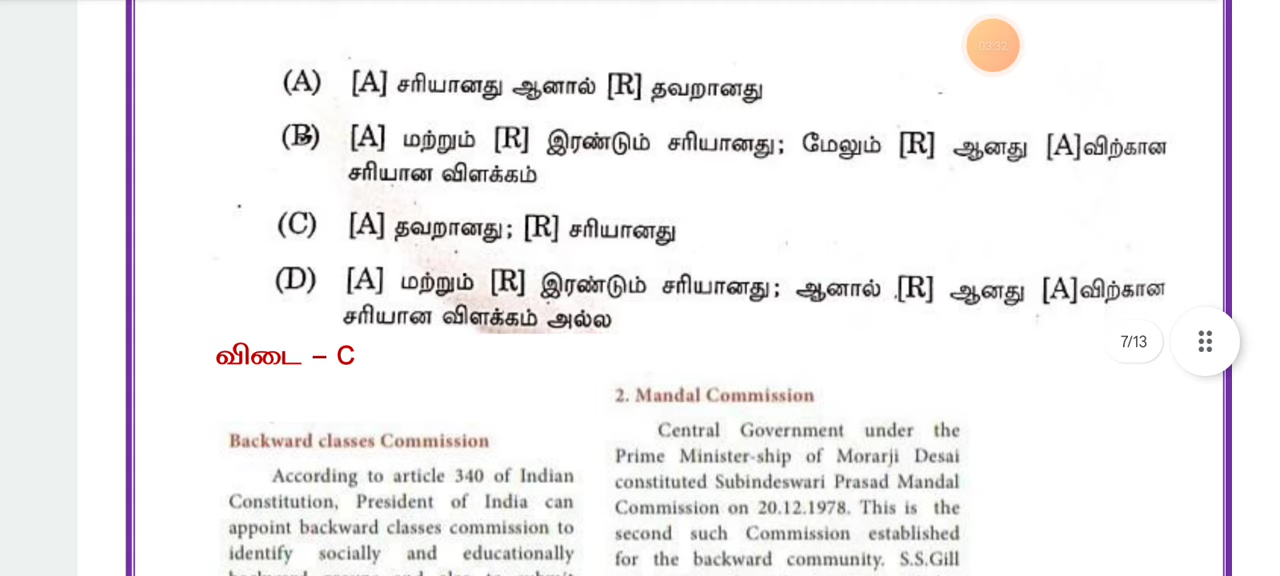 03:32
(A) [A] சரியானது ஆனால் [R] தவறானது
(B) [A] மற்றும் [R] இரண்டும் சரியானது; மேலும் [R] ஆனது [A]விற்கான
சரியான விளக்கம்
(C) [A] தவறானது; [R] சரியானது
(D) [A] மற்றும் [R] இரண்டும் சரியானது; ஆனால் [R] ஆனது [A]விற்கான
சரியான விளக்கம் அல்ல
7/13
விடை – C
Backward classes Commission
According to article 340 of Indian
Constitution, President of India can
appoint backward classes commission to
identify socially and educationally
2. Mandal Commission
Central Government under the
Prime Minister-ship of Morarji Desai
constituted Subindeswari Prasad Mandal
Commission on 20.12.1978. This is the
second such Commission established
for the backward community. S.S.Gill